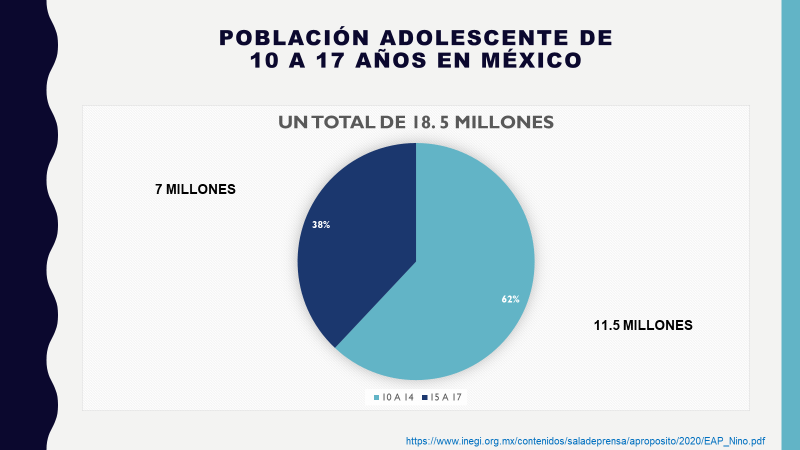 POBLACIÓN ADOLESCENTE DE
10 A 17 AÑOS EN MÉXICO
UN TOTAL DE 18. 5 MILLONES
7 MILLONES
38%
62%
11.5 MILLONES
10 A 14 15 A 17
https://www.inegi.org.mx/contenidos/saladeprensa/aproposito/2020/EAP_Nino.pdf